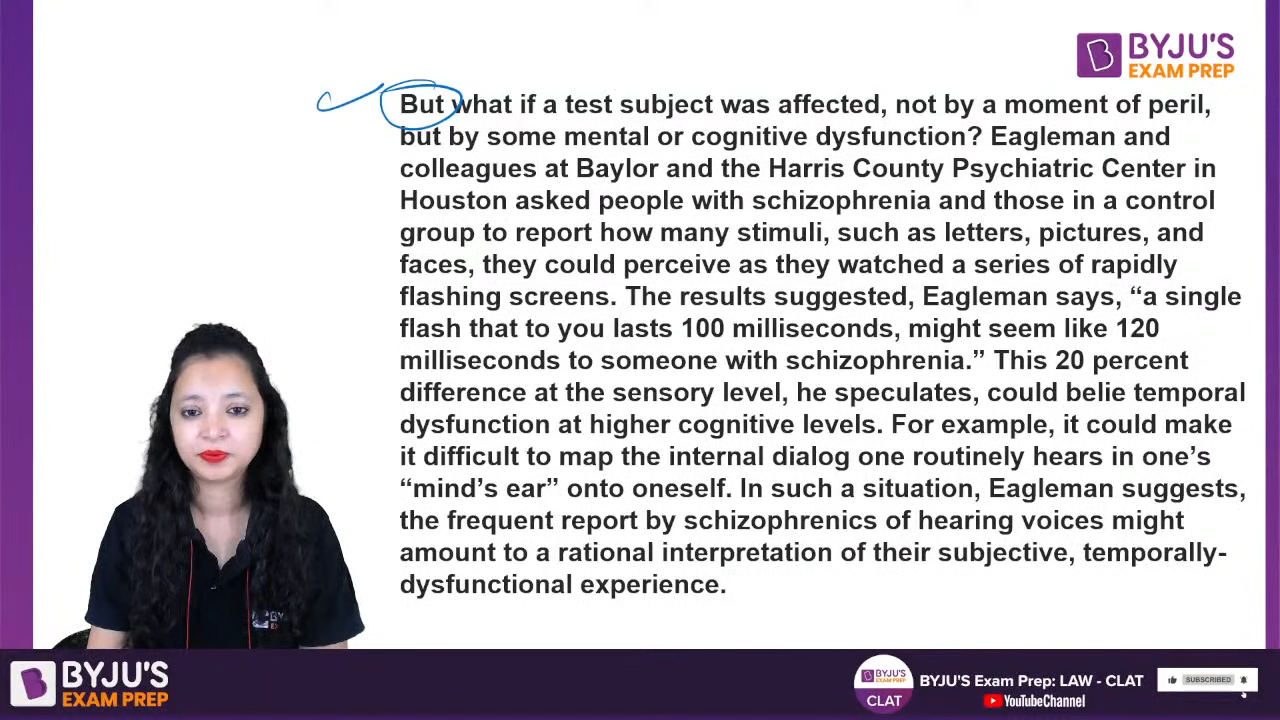 BYJU'S
EXAM PREP
But what if a test subject was affected, not by a moment of peril,
but by some mental or cognitive dysfunction? Eagleman and
colleagues at Baylor and the Harris County Psychiatric Center in
Houston asked people with schizophrenia and those in a control
group to report how many stimuli, such as letters, pictures, and
faces, they could perceive as they watched a series of rapidly
flashing screens. The results suggested, Eagleman says, “a single
flash that to you lasts 100 milliseconds, might seem like 120
milliseconds to someone with schizophrenia.” This 20 percent
difference at the sensory level, he speculates, could belie temporal
dysfunction at higher cognitive levels. For example, it could make
it difficult to map the internal dialog one routinely hears in one’s
“mind’s ear” onto oneself. In such a situation, Eagleman suggests,
the frequent report by schizophrenics of hearing voices might
amount to a rational interpretation of their subjective, temporally-
dysfunctional experience.
BYJU'S
EXAM PREP
CLAT
BYJU'S Exam Prep: LAW - CLAT
YouTubeChannel
SUBSCRIBED